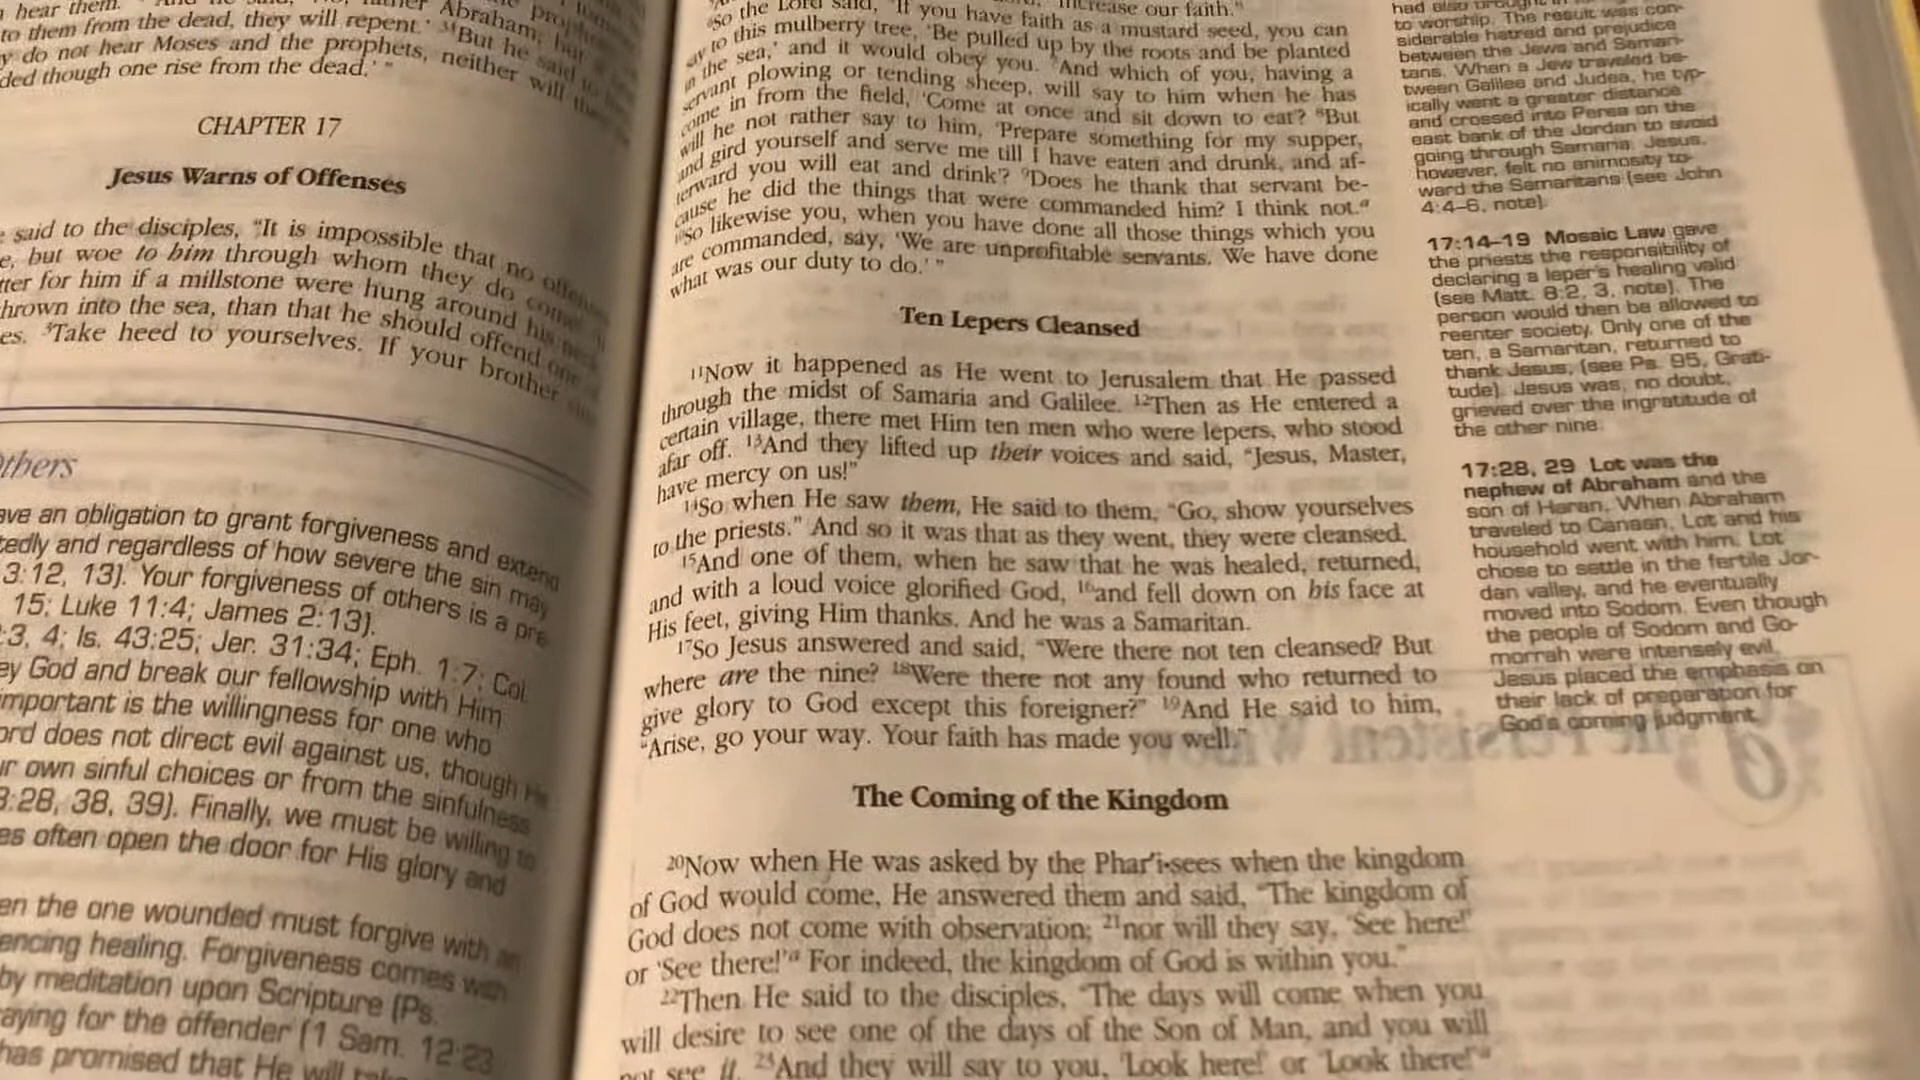 hear them.
to them from the dead, they will repent.' ³¹But he said to
y do not hear Moses and the prophets, neither will
ded though one rise from the dead.' "
CHAPTER 17
Jesus Warns of Offenses
said to the disciples, "It is impossible that no
e, but woe to him through whom they do come
tter for him if a millstone were hung around his neck
hrown into the sea, than that he should offend one
es. ³Take heed to yourselves. If your brother
Others
ave an obligation to grant forgiveness and extend
tedly and regardless of how severe the sin may
3:12, 13). Your forgiveness of others is a pre
15; Luke 11:4; James 2:13).
:3, 4; Is. 43:25; Jer. 31:34; Eph. 1:7; Col.
ey God and break our fellowship with Him
important is the willingness for one who
ord does not direct evil against us, though He
ur own sinful choices or from the sinfulness
8:28, 38, 39). Finally, we must be willing to
es often open the door for His glory and
en the one wounded must forgive with an
encing healing. Forgiveness comes with
by meditation upon Scripture (Ps.
aying for the offender (1 Sam. 12:23
has promised that He will
"Increase our faith."
⁶So the Lord said, "If you have faith as a mustard seed, you can
say to this mulberry tree, 'Be pulled up by the roots and be planted
in the sea,' and it would obey you. ⁷And which of you, having a
servant plowing or tending sheep, will say to him when he has
come in from the field, 'Come at once and sit down to eat'? ⁸But
will he not rather say to him, 'Prepare something for my supper,
and gird yourself and serve me till I have eaten and drunk, and af-
terward you will eat and drink'? ⁹Does he thank that servant be-
cause he did the things that were commanded him? I think not.ᵃ
¹⁰So likewise you, when you have done all those things which you
are commanded, say, 'We are unprofitable servants. We have done
what was our duty to do.' "
Ten Lepers Cleansed
¹¹Now it happened as He went to Jerusalem that He passed
through the midst of Samaria and Galilee. ¹²Then as He entered a
certain village, there met Him ten men who were lepers, who stood
afar off. ¹³And they lifted up their voices and said, "Jesus, Master,
have mercy on us!"
¹⁴So when He saw them, He said to them, "Go, show yourselves
to the priests." And so it was that as they went, they were cleansed.
¹⁵And one of them, when he saw that he was healed, returned,
and with a loud voice glorified God, ¹⁶and fell down on his face at
His feet, giving Him thanks. And he was a Samaritan.
¹⁷So Jesus answered and said, "Were there not ten cleansed? But
where are the nine? ¹⁸Were there not any found who returned to
give glory to God except this foreigner?" ¹⁹And He said to him,
"Arise, go your way. Your faith has made you well."
The Coming of the Kingdom
²⁰Now when He was asked by the Phar'i·sees when the kingdom
of God would come, He answered them and said, "The kingdom of
God does not come with observation; ²¹nor will they say, 'See here!'
or 'See there!'ᵃ For indeed, the kingdom of God is within you."
²²Then He said to the disciples, "The days will come when you
will desire to see one of the days of the Son of Man, and you will
not see it. ²³And they will say to you, 'Look here!' or 'Look there!'ᵃ
had also brought
to worship. The result was con-
siderable hatred and prejudice
between the Jews and Samari-
tans. When a Jew traveled be-
tween Galilee and Judea, he typ-
ically went a greater distance
and crossed into Perea on the
east bank of the Jordan to avoid
going through Samaria. Jesus,
however, felt no animosity to-
ward the Samaritans (see John
4:4–6, note).
17:14–19 Mosaic Law gave
the priests the responsibility of
declaring a leper's healing valid
(see Matt. 8:2, 3, note). The
person would then be allowed to
reenter society. Only one of the
ten, a Samaritan, returned to
thank Jesus, (see Ps. 95, Grati-
tude). Jesus was, no doubt,
grieved over the ingratitude of
the other nine.
17:28, 29 Lot was the
nephew of Abraham and the
son of Haran. When Abraham
traveled to Canaan, Lot and his
household went with him. Lot
chose to settle in the fertile Jor-
dan valley, and he eventually
moved into Sodom. Even though
the people of Sodom and Go-
morrah were intensely evil,
Jesus placed the emphasis on
their lack of preparation for
God's coming judgment.